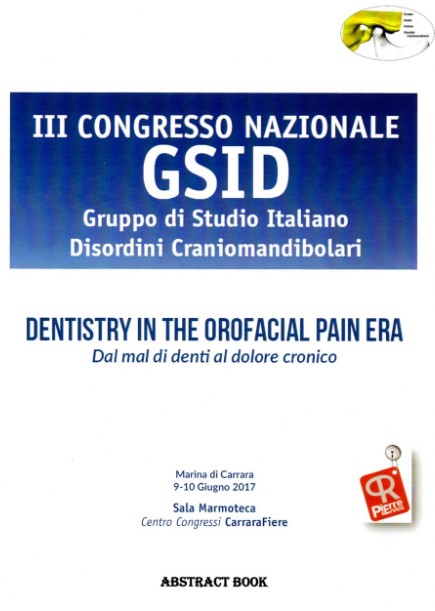 III CONGRESSO NAZIONALE
GSID
Gruppo di Studio Italiano
Disordini Craniomandibolari
DENTISTRY IN THE OROFACIAL PAIN ERA
Dal mal di denti al dolore cronico
Marina di Carrara
9-10 Giugno 2017
Sala Marmoteca
Centro Congressi CarraraFiere
PR
PiErre
ABSTRACT BOOK